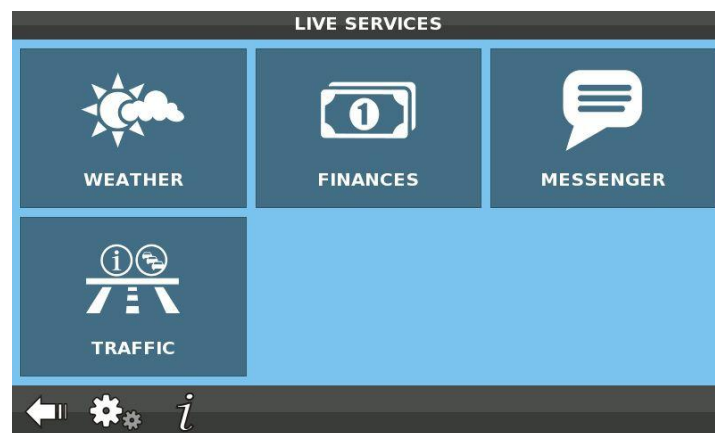 LIVE SERVICES
WEATHER
FINANCES
MESSENGER
TRAFFIC